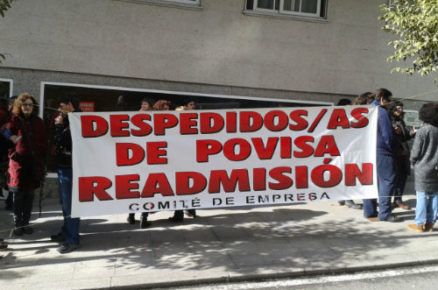 DESPEDIDOS/AS
DE POVISA
READMISIÓN
COMITÉ DE EMPRESA